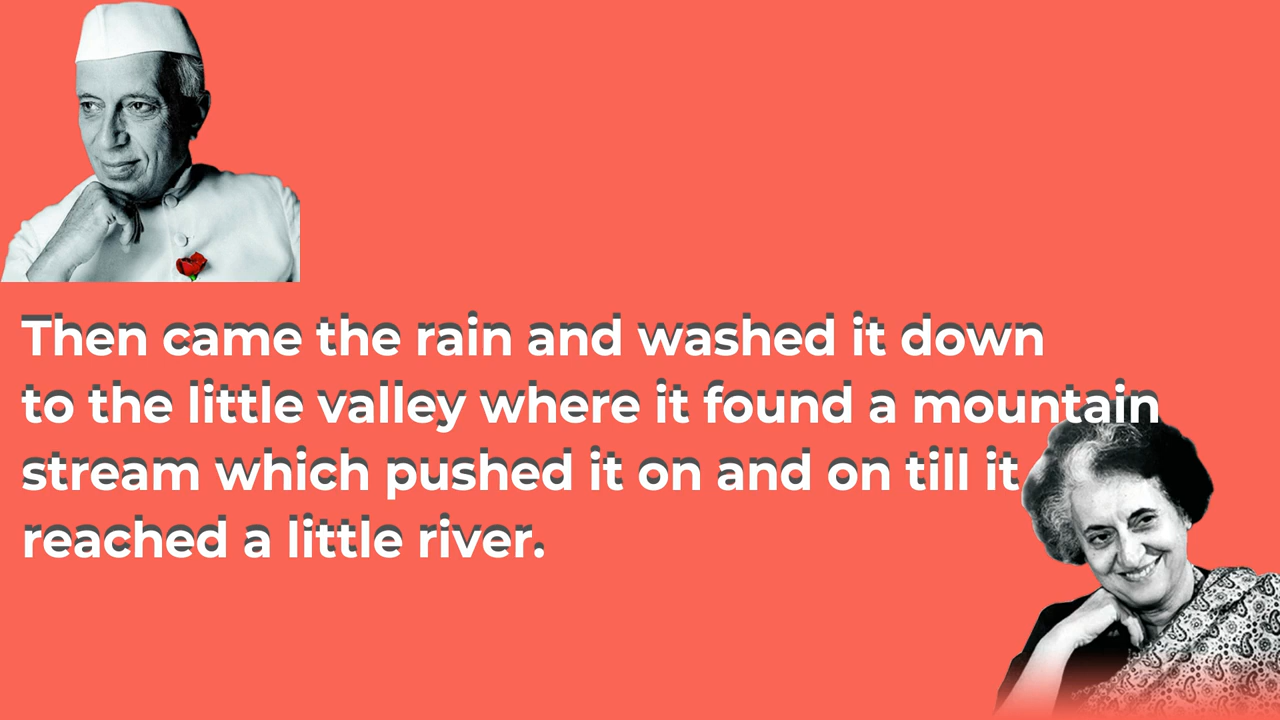 Then came the rain and washed it down
to the little valley where it found a mountain
stream which pushed it on and on till it
reached a little river.